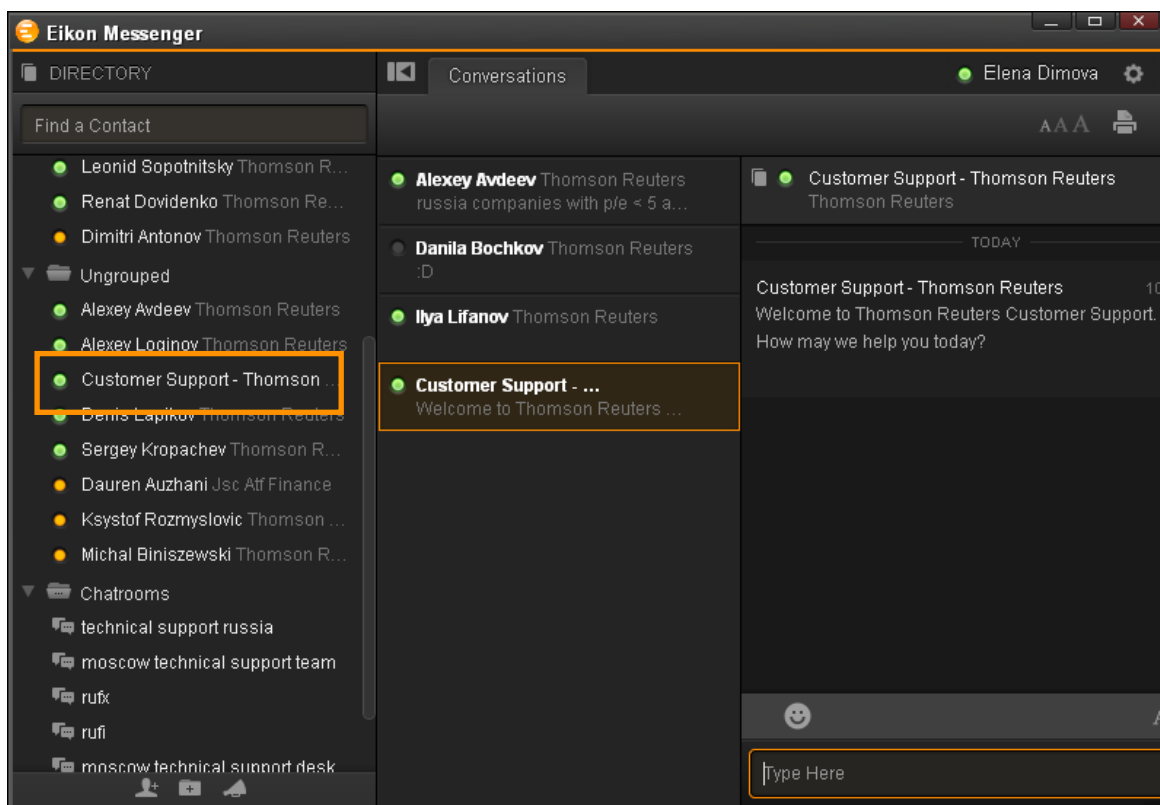 Eikon Messenger
DIRECTORY
Find a Contact
Leonid Sopotnitsky Thomson R...
Renat Dovidenko Thomson Re...
Dimitri Antonov Thomson Reuters
Ungrouped
Alexey Avdeev Thomson Reuters
Alexey Loginov Thomson Reuters
Customer Support - Thomson ...
Denis Lapikov Thomson Reuters
Sergey Kropachev Thomson R...
Dauren Auzhani Jsc Atf Finance
Ksystof Rozmyslovic Thomson ...
Michal Biniszewski Thomson R...
Chatrooms
technical support russia
moscow technical support team
rufx
rufi
moscow technical support desk
Conversations
Elena Dimova
AAA
Alexey Avdeev Thomson Reuters
russia companies with p/e < 5 a...
Danila Bochkov Thomson Reuters
:D
Ilya Lifanov Thomson Reuters
Customer Support - ...
Welcome to Thomson Reuters ...
Customer Support - Thomson Reuters
Thomson Reuters
TODAY
Customer Support - Thomson Reuters 10
Welcome to Thomson Reuters Customer Support.
How may we help you today?
A
Type Here